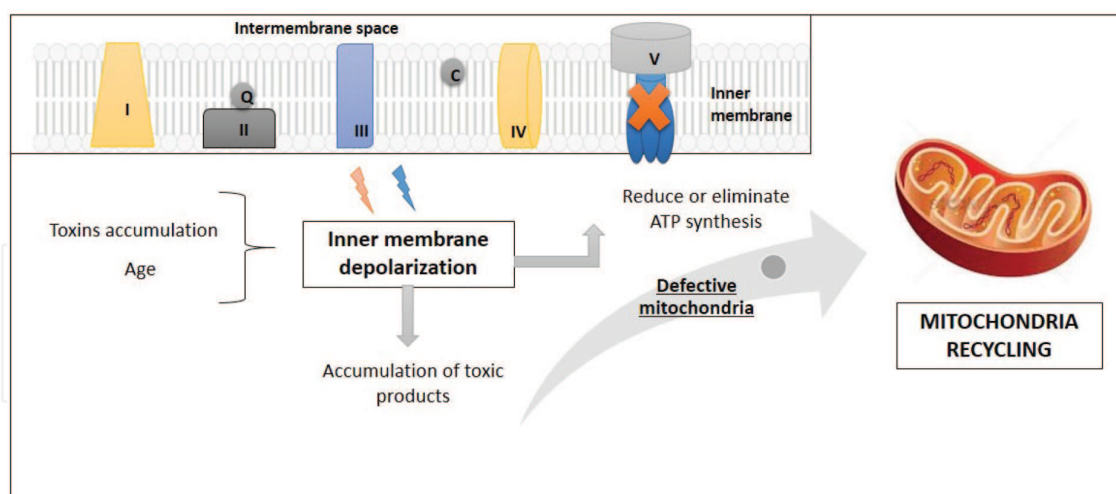 Intermembrane space
I
Q
II
III
C
IV
V
Inner
membrane
Toxins accumulation
Age
Inner membrane
depolarization
Reduce or eliminate
ATP synthesis
Defective
mitochondria
Accumulation of toxic
products
MITOCHONDRIA
RECYCLING